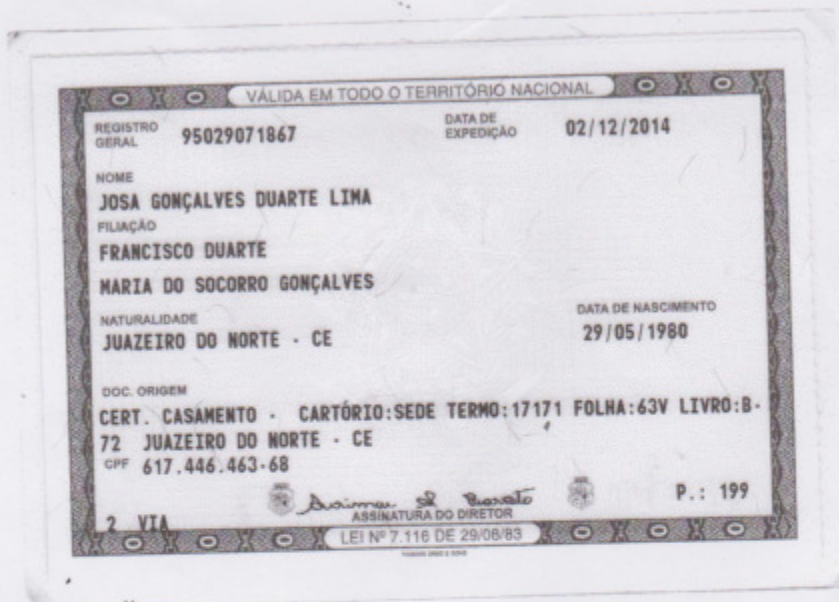 VÁLIDA EM TODO O TERRITÓRIO NACIONAL
REGISTRO GERAL 95029071867 DATA DE EXPEDIÇÃO 02/12/2014
NOME
JOSA GONÇALVES DUARTE LIMA
FILIAÇÃO
FRANCISCO DUARTE
MARIA DO SOCORRO GONÇALVES
NATURALIDADE DATA DE NASCIMENTO
JUAZEIRO DO NORTE - CE 29/05/1980
DOC. ORIGEM
CERT. CASAMENTO - CARTÓRIO:SEDE TERMO:17171 FOLHA:63V LIVRO:B-
72 JUAZEIRO DO NORTE - CE
CPF 617.446.463-68
P.: 199
2 VIA ASSINATURA DO DIRETOR
LEI Nº 7.116 DE 29/08/83